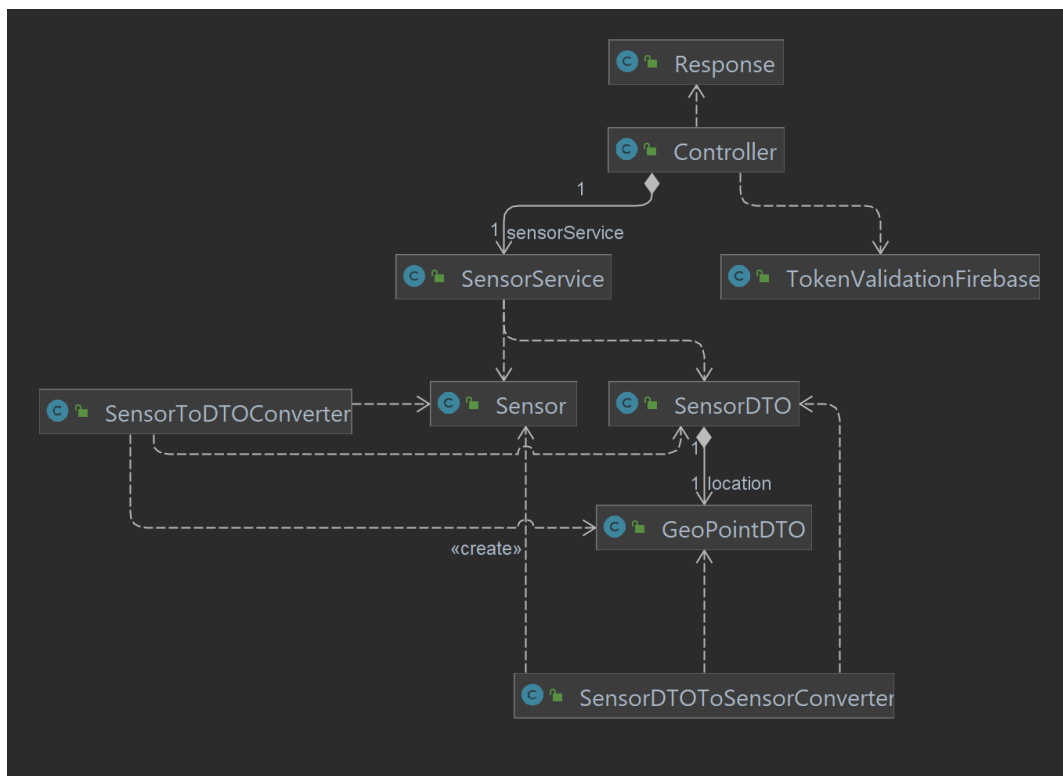 Response
Controller
1
1 sensorService
SensorService
TokenValidationFirebase
SensorToDTOConverter
Sensor
SensorDTO
1
1 location
GeoPointDTO
«create»
SensorDTOToSensorConverter